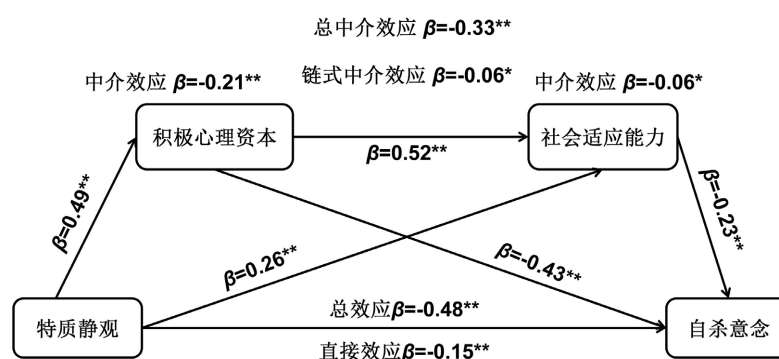 总中介效应 β=-0.33**
中介效应 β=-0.21**
链式中介效应 β=-0.06*
中介效应 β=-0.06*
积极心理资本
社会适应能力
β=0.52**
β=0.49**
β=-0.23**
β=0.26**
β=-0.43**
特质静观
总效应β=-0.48**
自杀意念
直接效应β=-0.15**